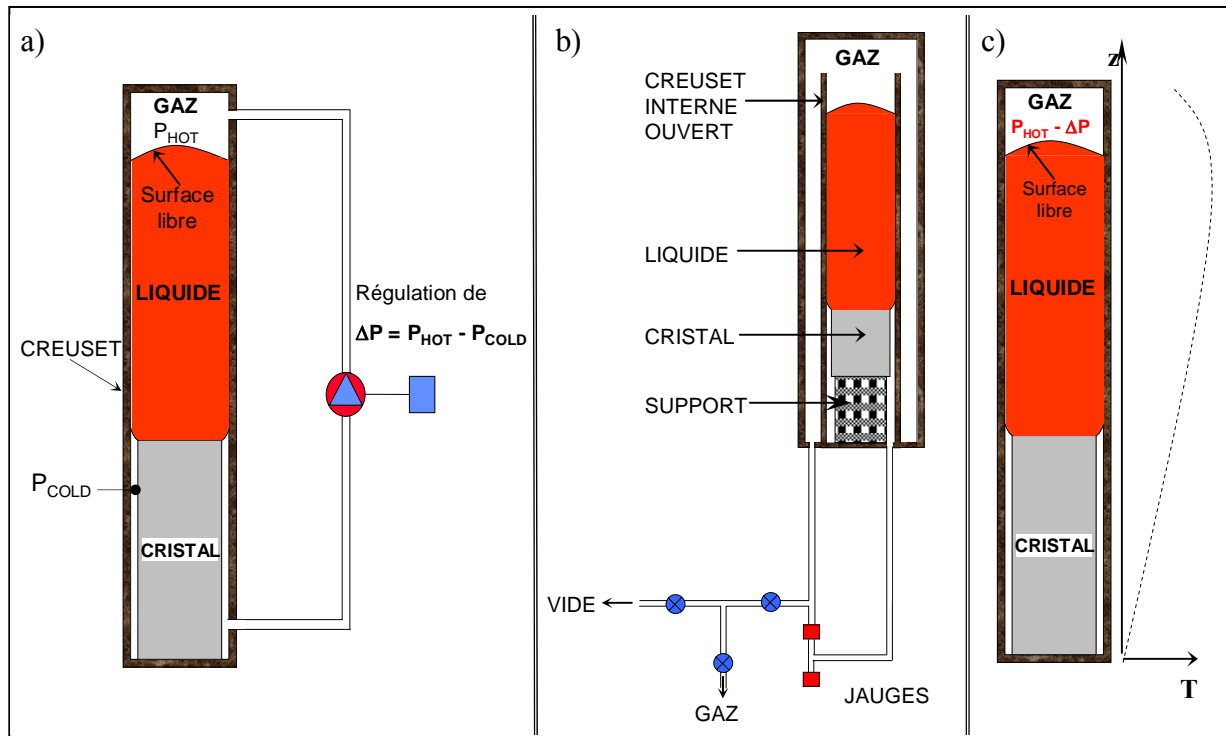 a)
GAZ
P_HOT
Surface
libre
LIQUIDE
Régulation de
ΔP = P_HOT - P_COLD
CREUSET
P_COLD
CRISTAL
b)
GAZ
CREUSET
INTERNE
OUVERT
LIQUIDE
CRISTAL
SUPPORT
VIDE
GAZ
JAUGES
c)
z
GAZ
P_HOT - ΔP
Surface
libre
LIQUIDE
CRISTAL
T